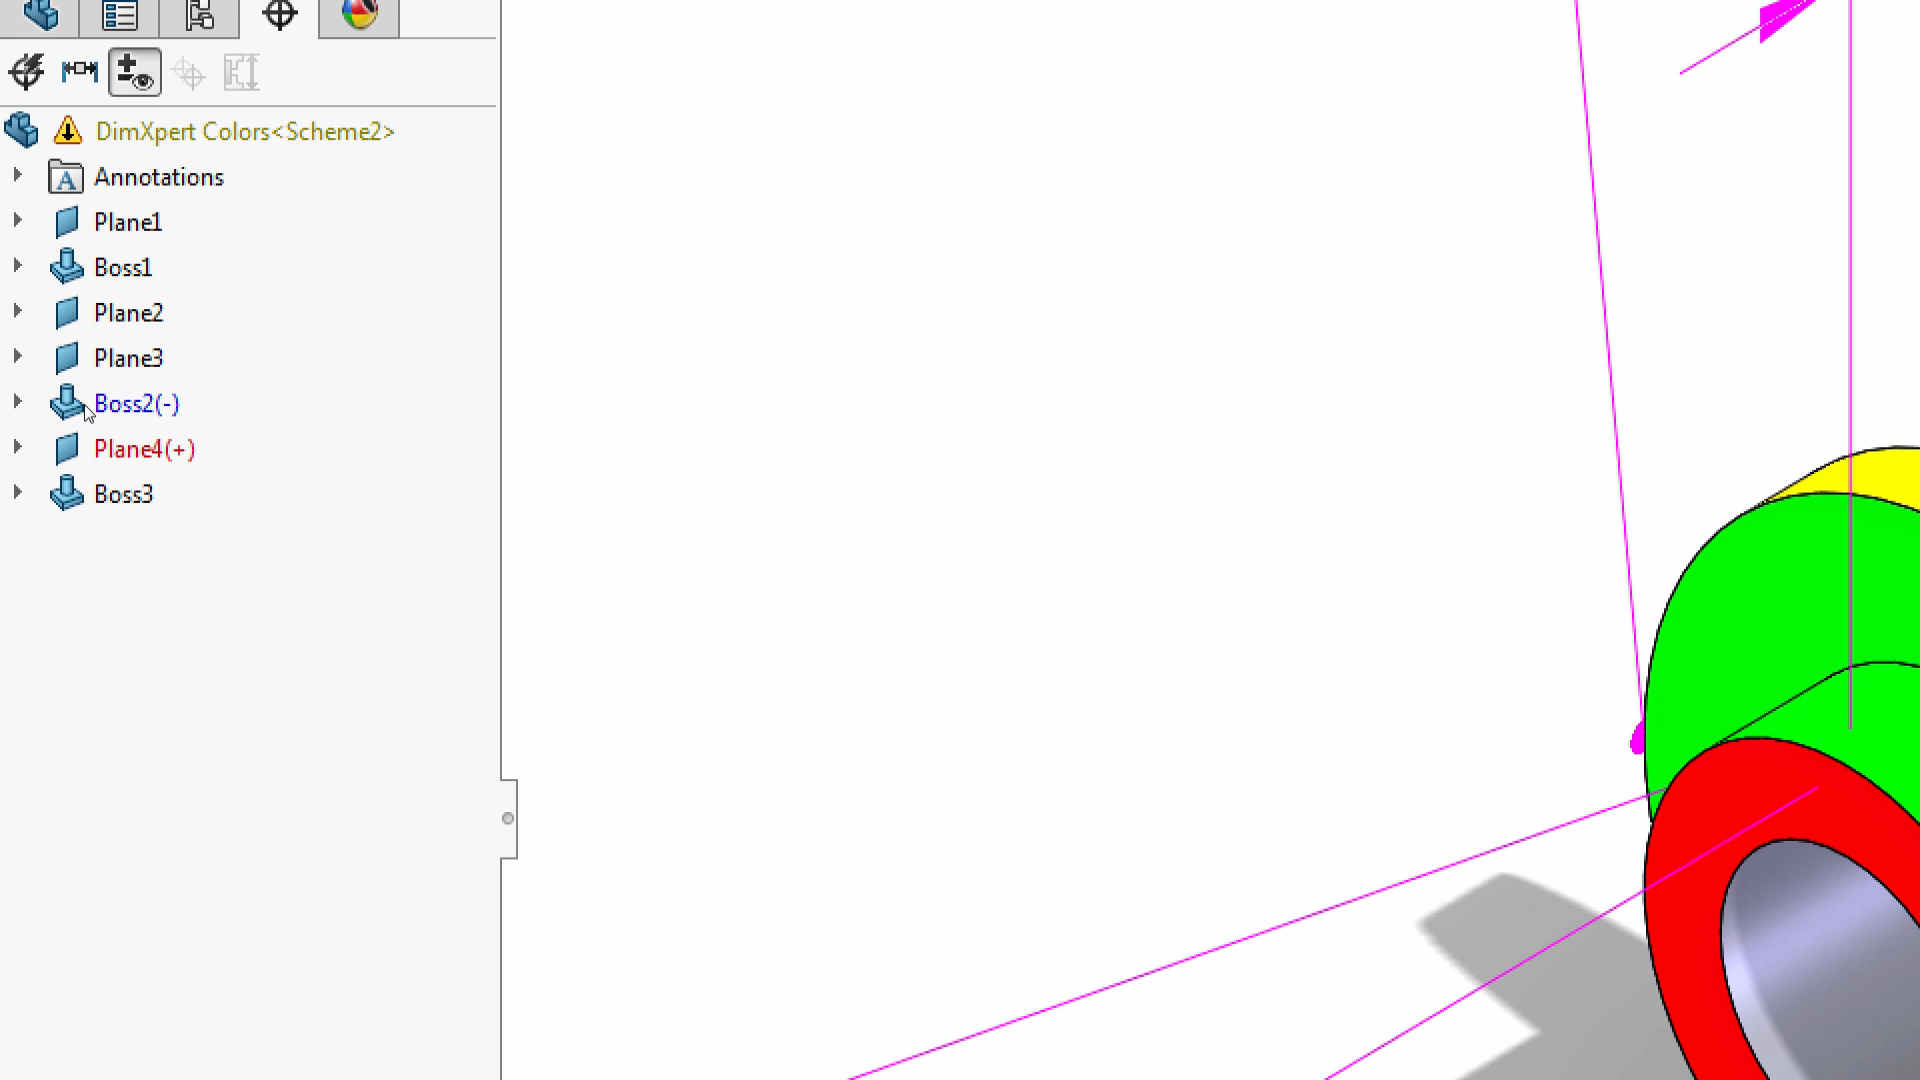 DimXpert Colors<Scheme2>
Annotations
Plane1
Boss1
Plane2
Plane3
Boss2(-)
Plane4(+)
Boss3